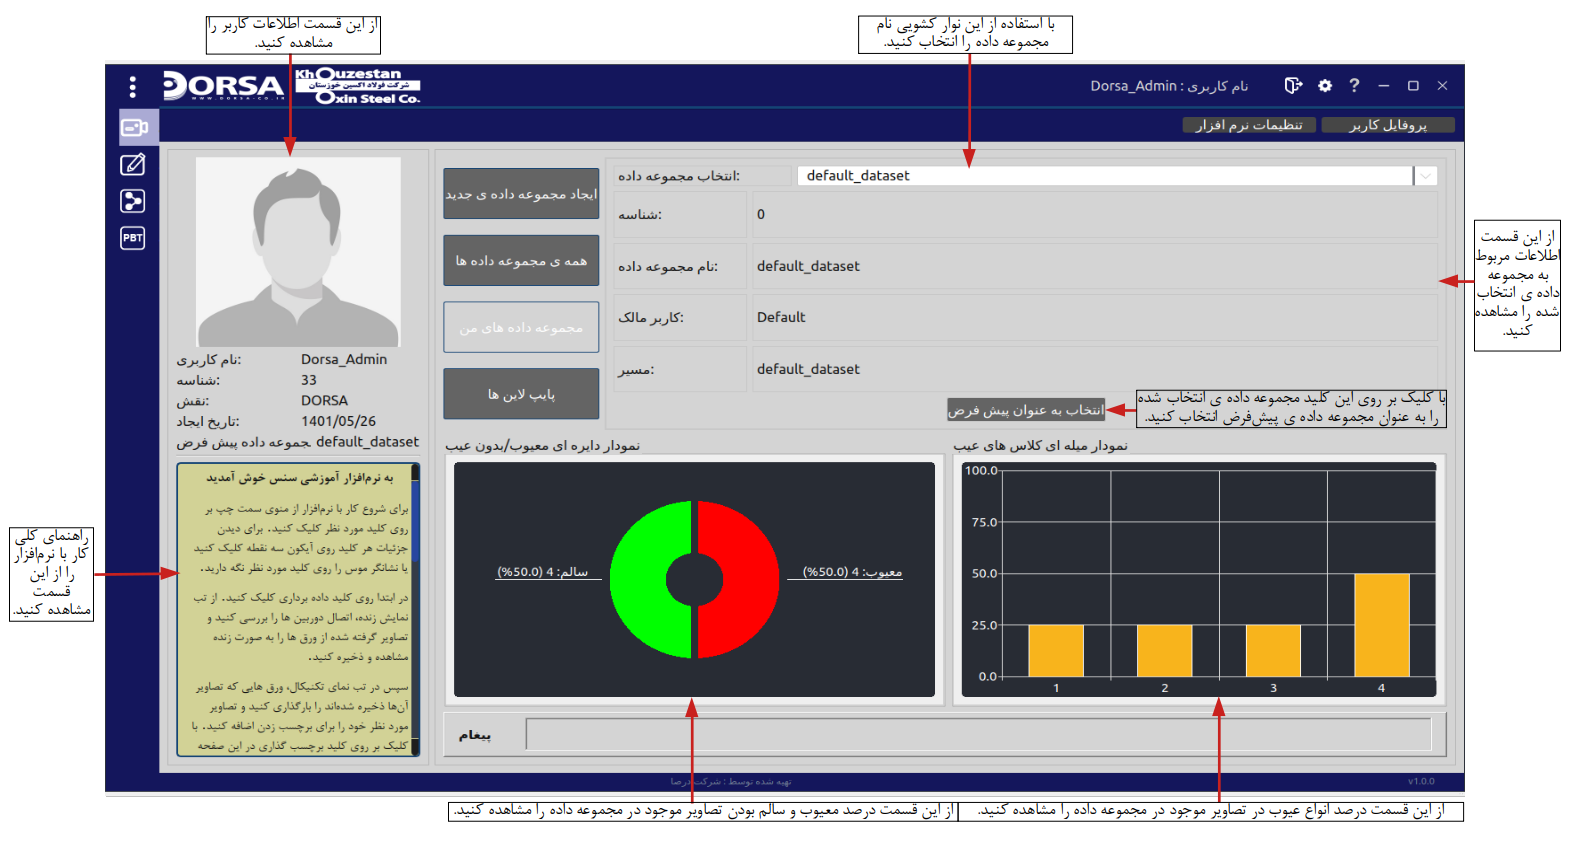 از این قسمت اطلاعات کاربر را
مشاهده کنید.
با استفاده از این نوار کشویی نام
مجموعه داده را انتخاب کنید.
DORSA
WWW.DORSA-CO.IR
Khouzestan
شرکت فولاد اکسین خوزستان
Oxin Steel Co.
نام کاربری : Dorsa_Admin
?
پروفایل کاربر
تنظیمات نرم افزار
PBT
نام کاربری: Dorsa_Admin
شناسه: 33
نقش: DORSA
تاریخ ایجاد: 1401/05/26
جموعه داده پیش فرض default_dataset
به نرم‌افزار آموزشی سنس خوش آمدید
برای شروع کار با نرم‌افزار از منوی سمت چپ بر
روی کلید مورد نظر کلیک کنید. برای دیدن
جزئیات هر کلید روی آیکون سه نقطه کلیک کنید
یا نشانگر موس را روی کلید مورد نظر نگه دارید.
در ابتدا روی کلید داده برداری کلیک کنید. از تب
نمایش زنده، اتصال دوربین ها را بررسی کنید و
تصاویر گرفته شده از ورق ها را به صورت زنده
مشاهده و ذخیره کنید.
سپس در تب نمای تکنیکال، ورق هایی که تصاویر
آن‌ها ذخیره شده‌اند را بارگذاری کنید و تصاویر
مورد نظر خود را برای برچسب زدن اضافه کنید. با
کلیک بر روی کلید برچسب گذاری در این صفحه
راهنمای کلی
کار با نرم‌افزار
را از این
قسمت
مشاهده کنید.
ایجاد مجموعه داده ی جدید
همه ی مجموعه داده ها
مجموعه داده های من
پایپ لاین ها
انتخاب مجموعه داده: default_dataset
شناسه: 0
نام مجموعه داده: default_dataset
کاربر مالک: Default
مسیر: default_dataset
انتخاب به عنوان پیش فرض
از این قسمت
اطلاعات مربوط
به مجموعه
داده ی انتخاب
شده را مشاهده
کنید.
با کلیک بر روی این کلید مجموعه داده ی انتخاب شده
را به عنوان مجموعه داده ی پیش‌فرض انتخاب کنید.
نمودار دایره ای معیوب/بدون عیب
سالم: 4 (50.0%)
معیوب: 4 (50.0%)
نمودار میله ای کلاس های عیب
100.0
75.0
50.0
25.0
0.0
1 2 3 4
پیغام
تهیه شده توسط : شرکت درصا
v1.0.0
از این قسمت درصد معیوب و سالم بودن تصاویر موجود در مجموعه داده را مشاهده کنید.
از این قسمت درصد انواع عیوب در تصاویر موجود در مجموعه داده را مشاهده کنید.